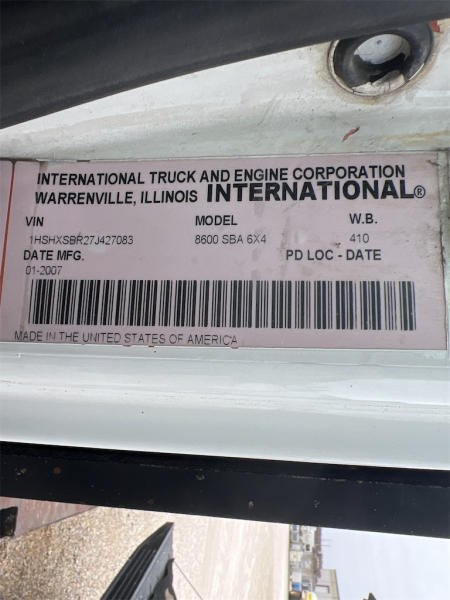 INTERNATIONAL TRUCK AND ENGINE CORPORATION
WARRENVILLE, ILLINOIS INTERNATIONAL®
VIN MODEL W.B.
1HSHXSBR27J427083 8600 SBA 6X4 410
DATE MFG. PD LOC - DATE
01-2007
MADE IN THE UNITED STATES OF AMERICA